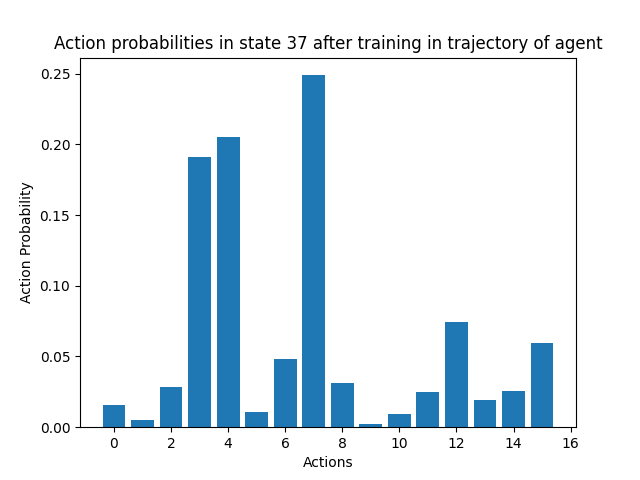 Action probabilities in state 37 after training in trajectory of agent
0.25
0.20
0.15
0.10
0.05
0.00
Action Probability
0 2 4 6 8 10 12 14 16
Actions